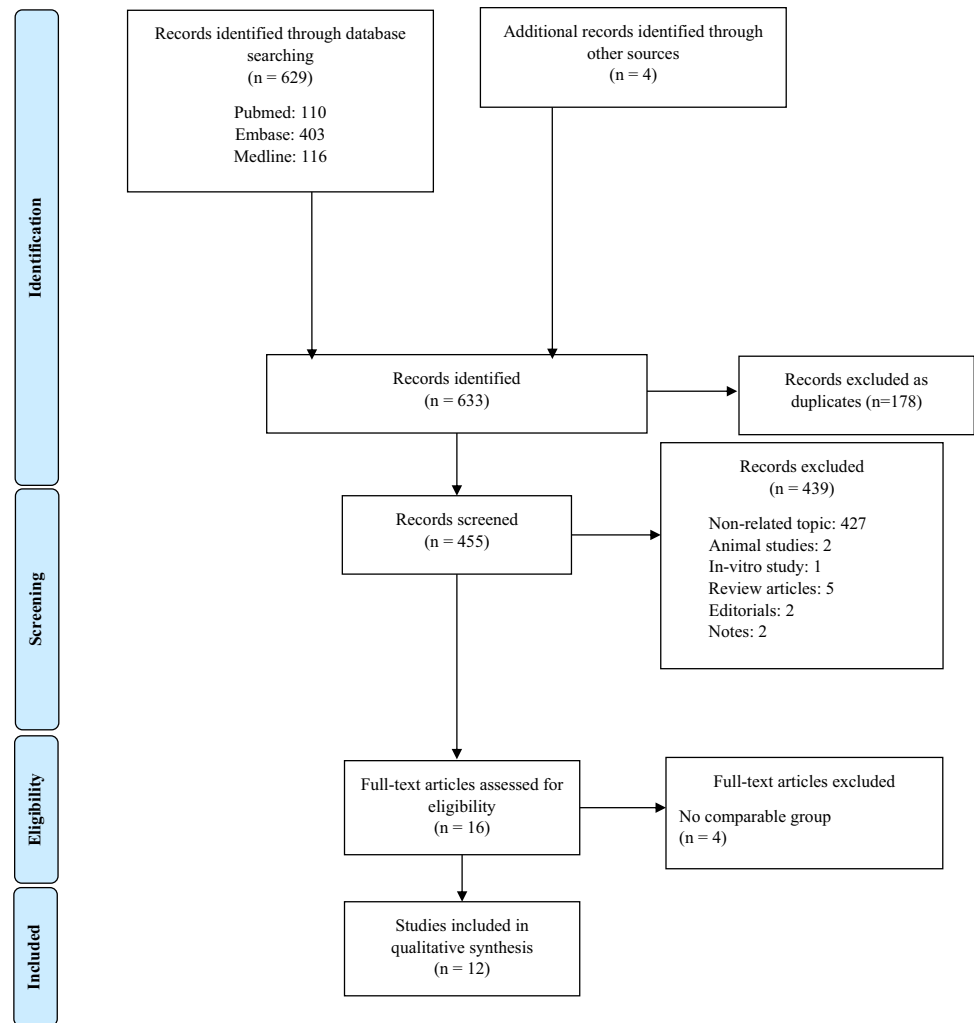 Identification
Records identified through database
searching
(n = 629)
Pubmed: 110
Embase: 403
Medline: 116
Additional records identified through
other sources
(n = 4)
Records identified
(n = 633)
Records excluded as
duplicates (n=178)
Screening
Records screened
(n = 455)
Records excluded
(n = 439)
Non-related topic: 427
Animal studies: 2
In-vitro study: 1
Review articles: 5
Editorials: 2
Notes: 2
Eligibility
Full-text articles assessed for
eligibility
(n = 16)
Full-text articles excluded
No comparable group
(n = 4)
Included
Studies included in
qualitative synthesis
(n = 12)